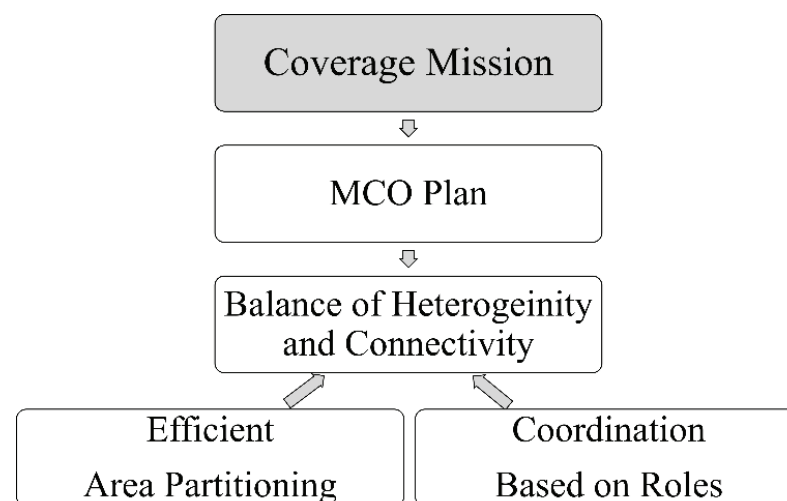 Coverage Mission
MCO Plan
Balance of Heterogeinity
and Connectivity
Efficient
Area Partitioning
Coordination
Based on Roles